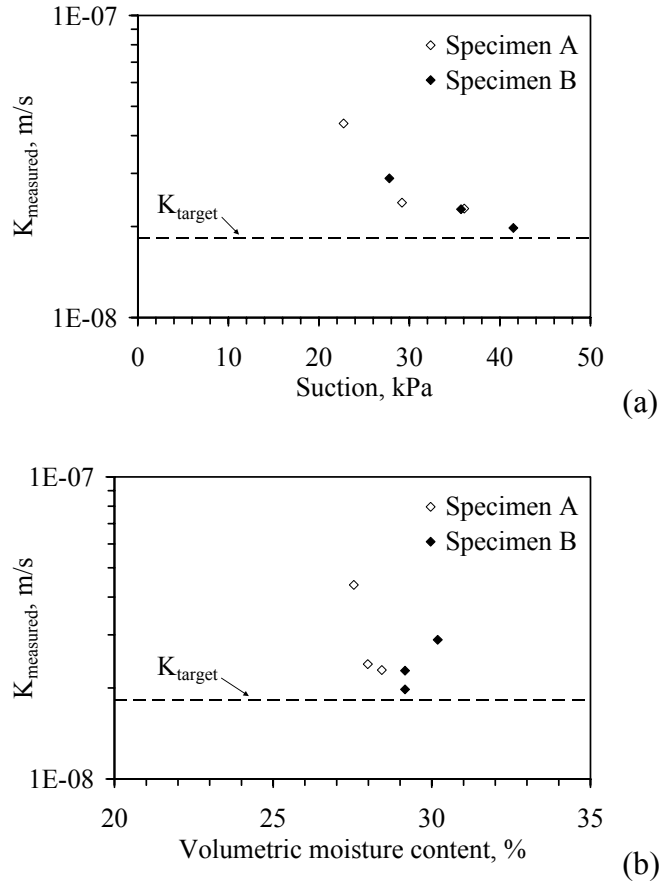 1E-07
Specimen A
Specimen B
K_measured, m/s
K_target
1E-08
0 10 20 30 40 50
Suction, kPa
(a)
1E-07
Specimen A
Specimen B
K_measured, m/s
K_target
1E-08
20 25 30 35
Volumetric moisture content, %
(b)